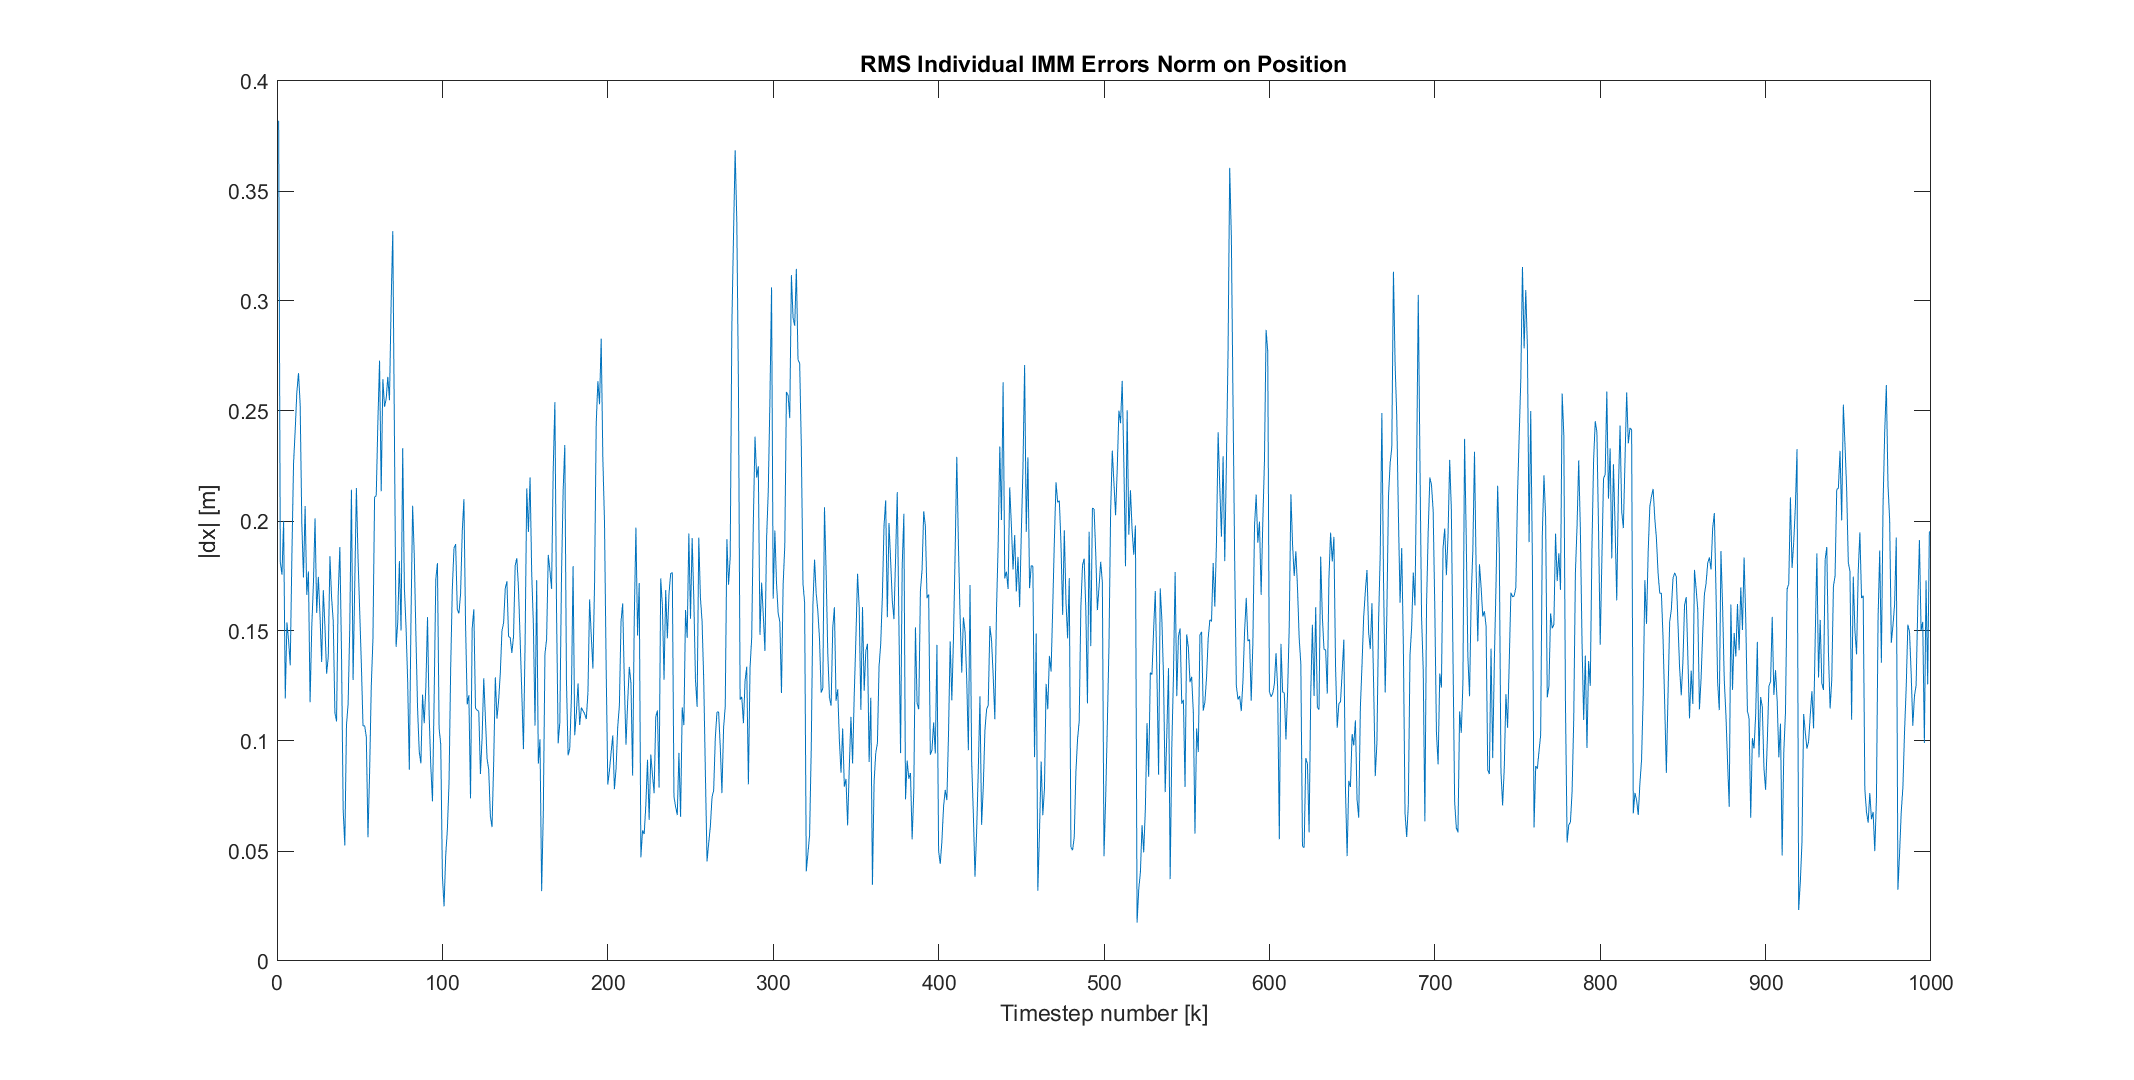 RMS Individual IMM Errors Norm on Position
0.4
0.35
0.3
0.25
0.2
0.15
0.1
0.05
0
|dx| [m]
0 100 200 300 400 500 600 700 800 900 1000
Timestep number [k]